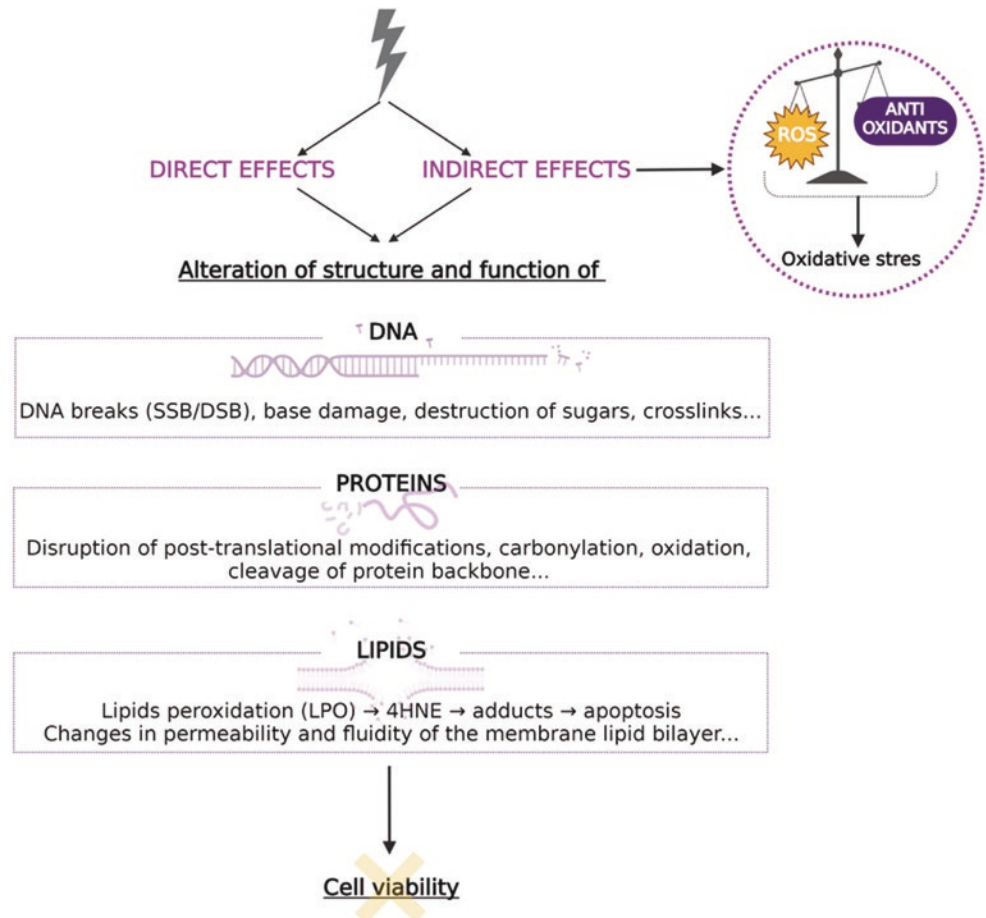 DIRECT EFFECTS
INDIRECT EFFECTS
ROS
ANTI
OXIDANTS
Oxidative stres
Alteration of structure and function of
DNA
DNA breaks (SSB/DSB), base damage, destruction of sugars, crosslinks...
PROTEINS
Disruption of post-translational modifications, carbonylation, oxidation,
cleavage of protein backbone...
LIPIDS
Lipids peroxidation (LPO) → 4HNE → adducts → apoptosis
Changes in permeability and fluidity of the membrane lipid bilayer...
Cell viability